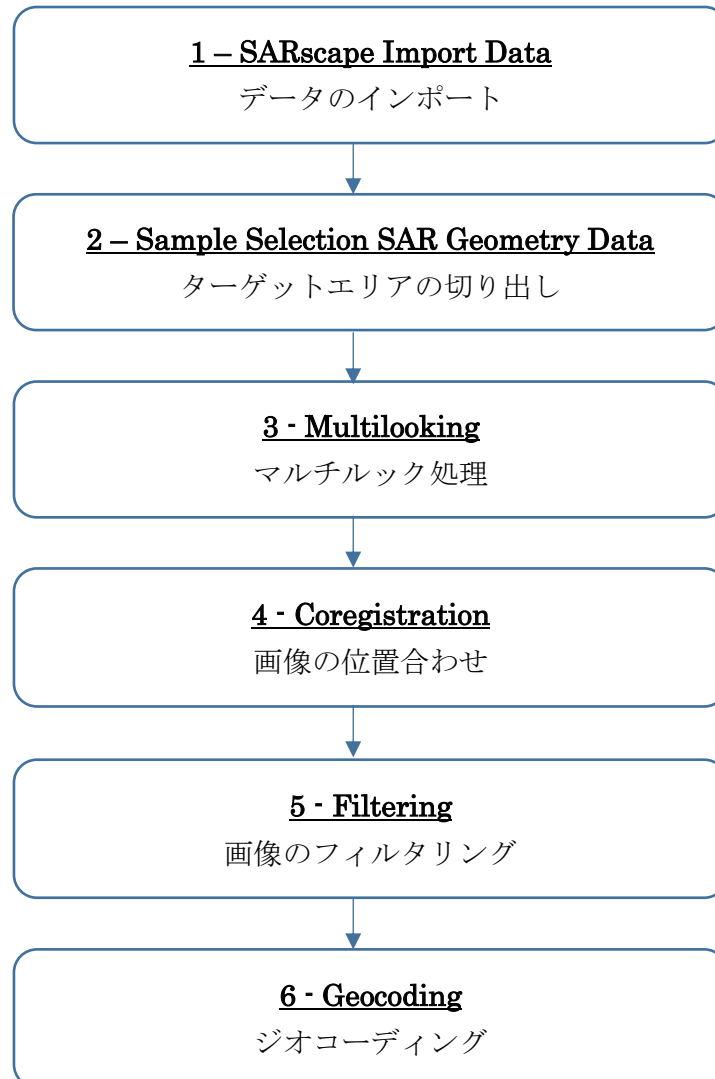 1 – SARscape Import Data
データのインポート
2 – Sample Selection SAR Geometry Data
ターゲットエリアの切り出し
3 - Multilooking
マルチルック処理
4 - Coregistration
画像の位置合わせ
5 - Filtering
画像のフィルタリング
6 - Geocoding
ジオコーディング